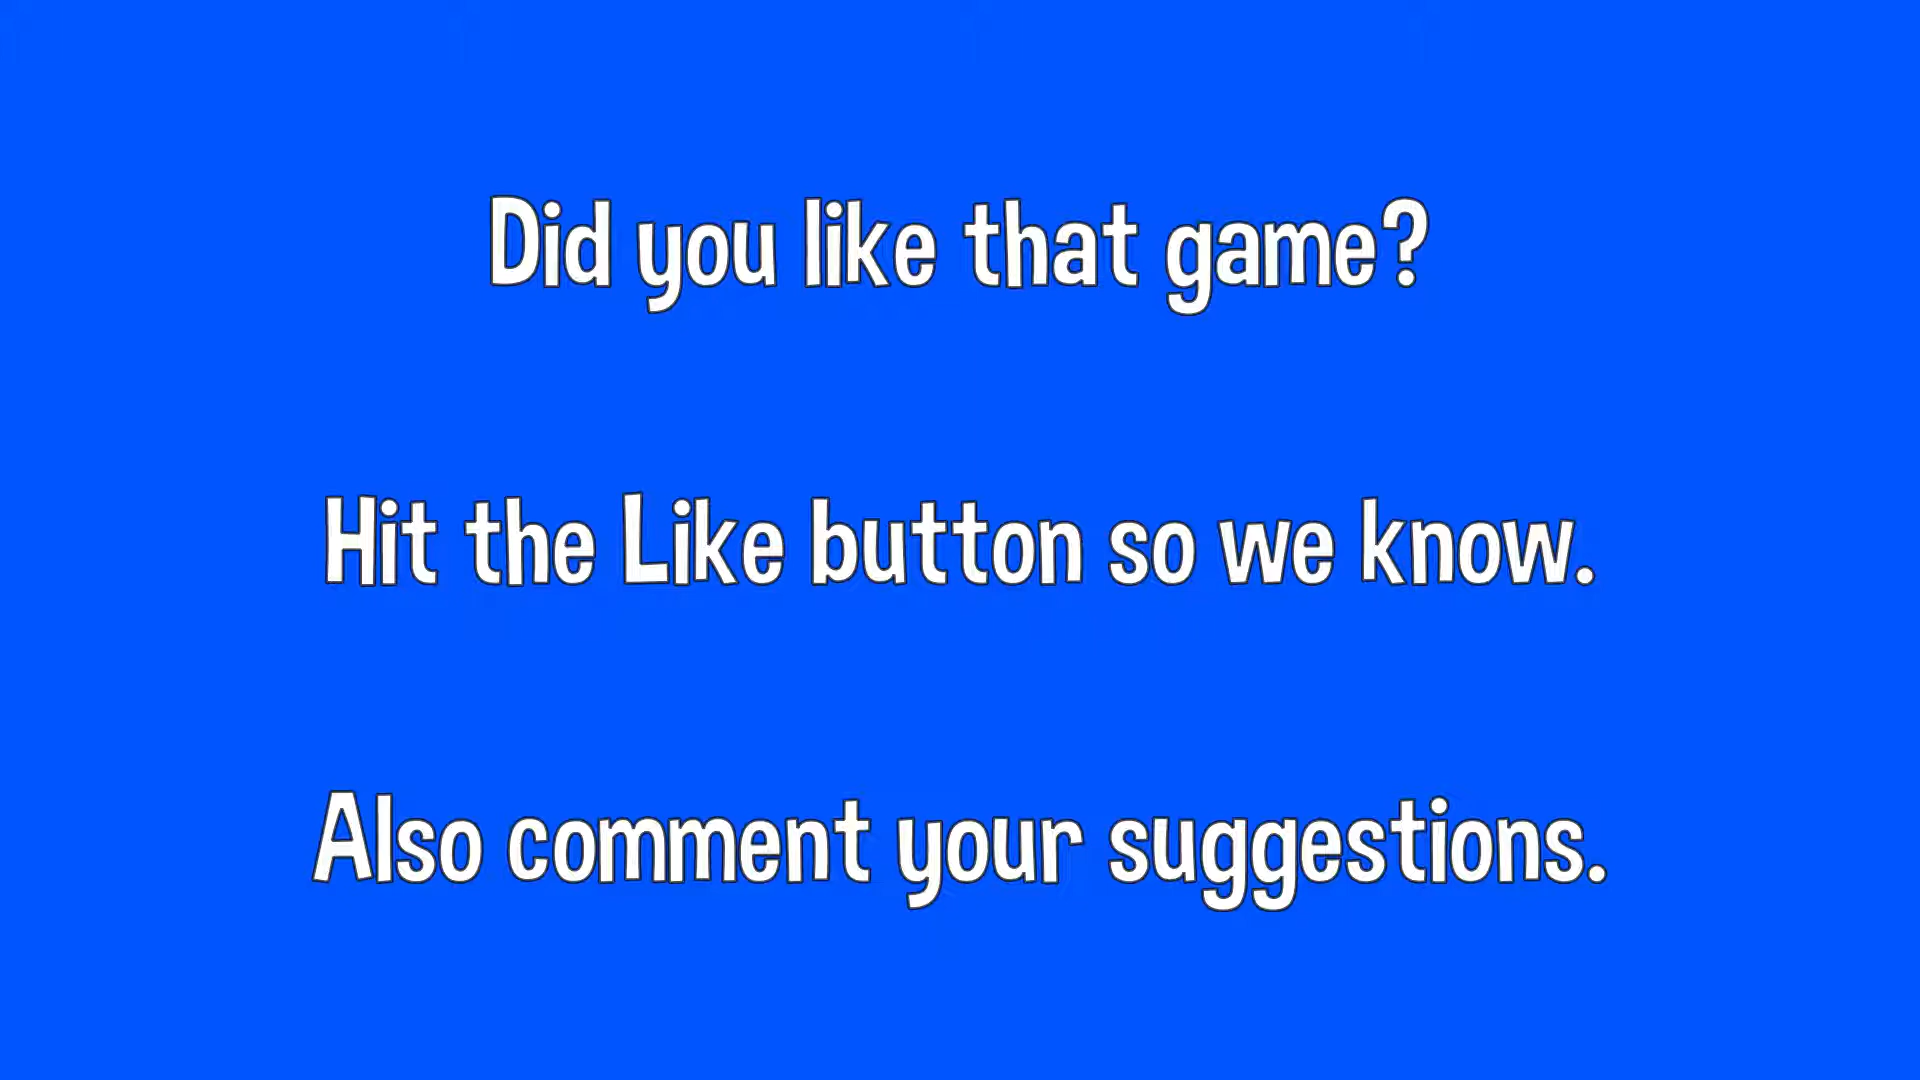 Did you like that game?
Hit the Like button so we know.
Also comment your suggestions.